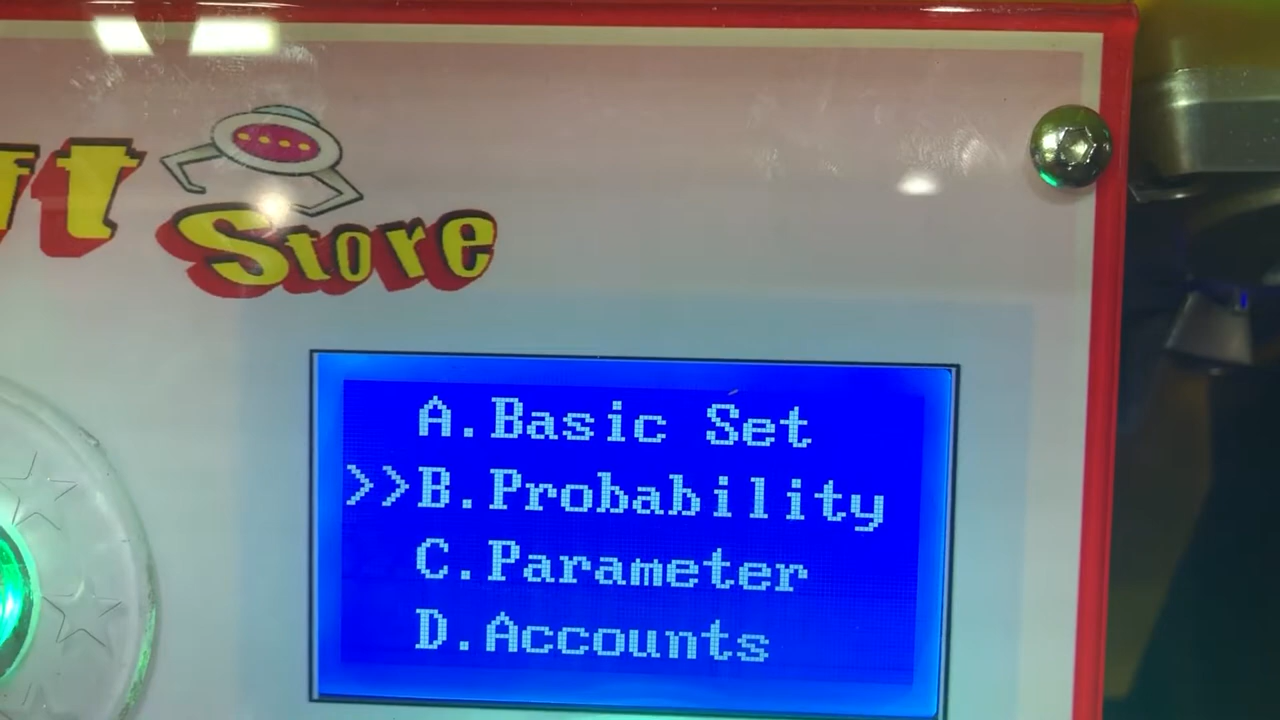 ft
Store
A.Basic Set
>>B.Probability
C.Parameter
D.Accounts